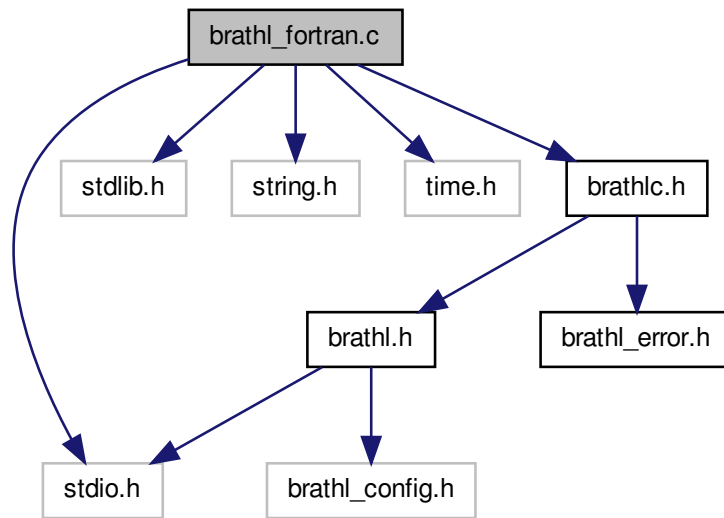 brathl_fortran.c
stdlib.h
string.h
time.h
brathlc.h
brathl.h
brathl_error.h
stdio.h
brathl_config.h